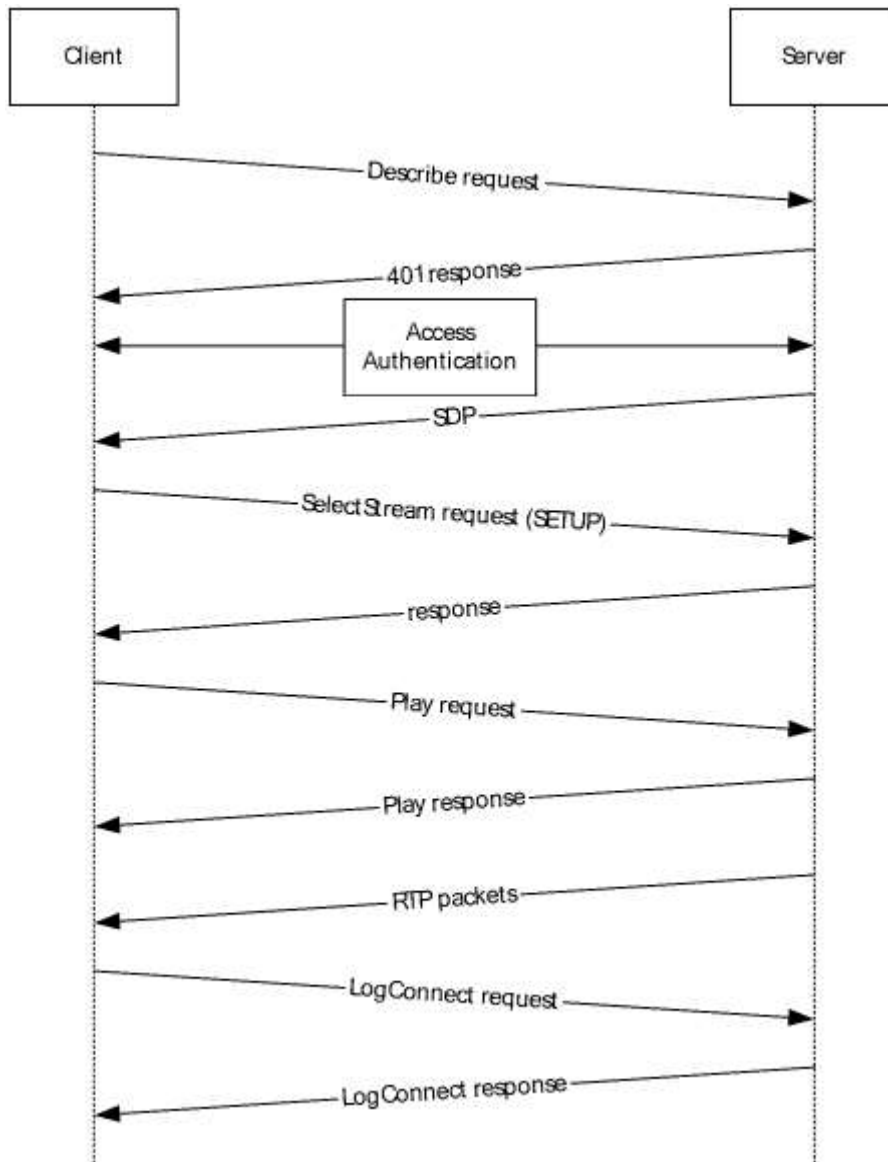 Client
Server
Describe request
401 response
Access
Authentication
SDP
SelectStream request (SETUP)
response
Play request
Play response
RTP packets
LogConnect request
LogConnect response